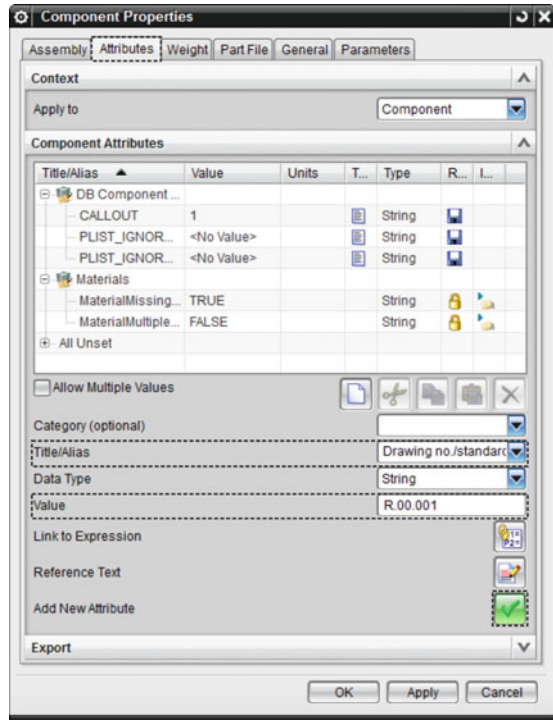 Component Properties
Assembly Attributes Weight Part File General Parameters
Context
Apply to Component
Component Attributes
Title/Alias Value Units T... Type R... I...
DB Component ...
CALLOUT 1 String
PLIST_IGNOR... <No Value> String
PLIST_IGNOR... <No Value> String
Materials
MaterialMissing... TRUE String
MaterialMultiple... FALSE String
All Unset
Allow Multiple Values
Category (optional)
Title/Alias Drawing no./standard
Data Type String
Value R.00.001
Link to Expression
Reference Text
Add New Attribute
Export
OK Apply Cancel